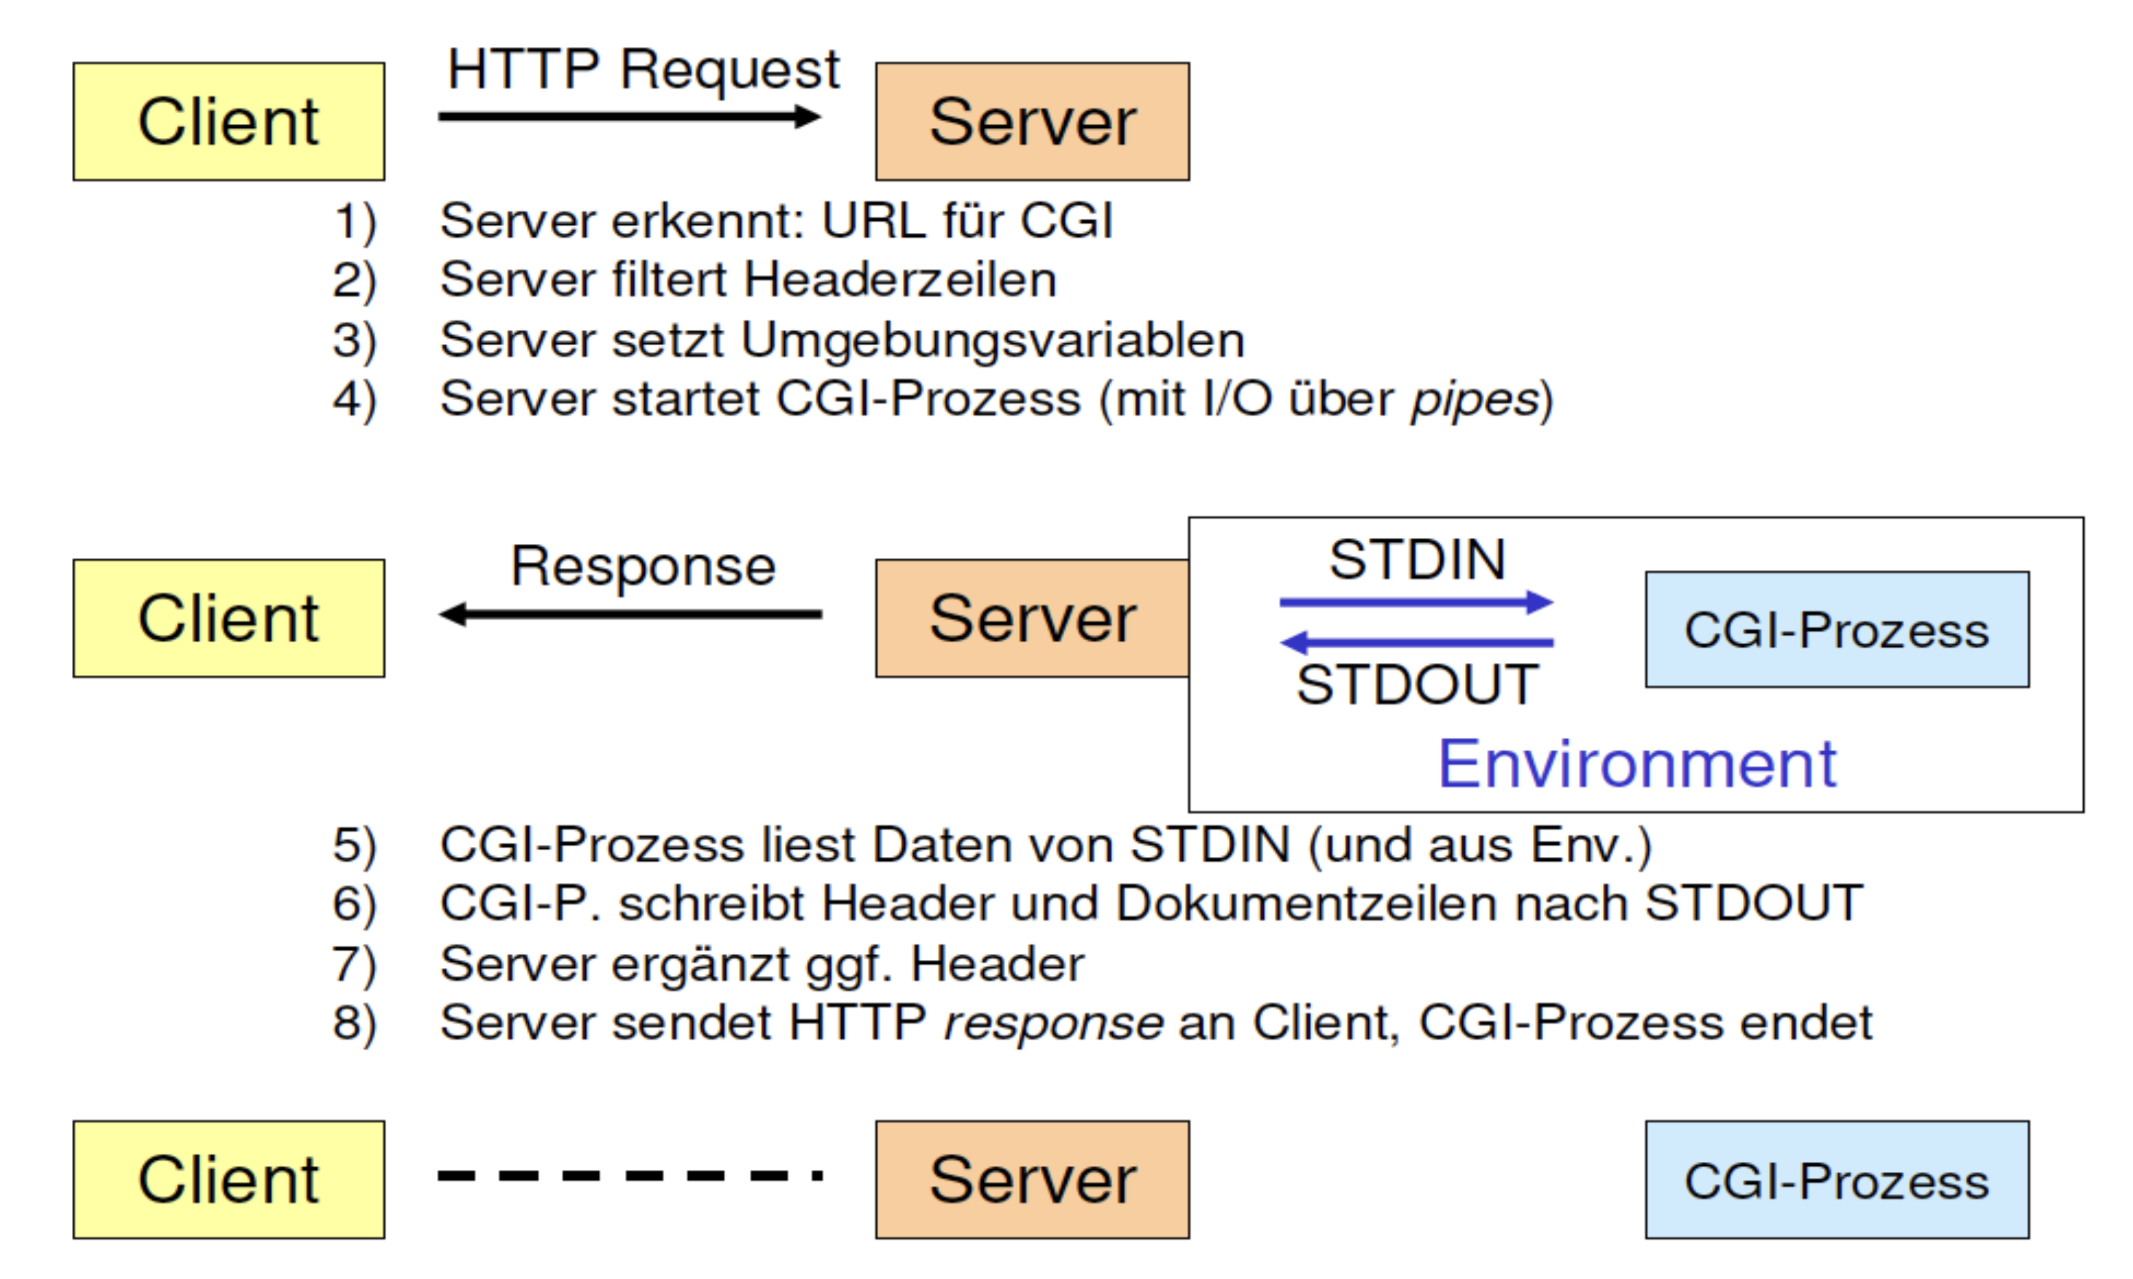 HTTP Request
Client
Server
1) Server erkennt: URL für CGI
2) Server filtert Headerzeilen
3) Server setzt Umgebungsvariablen
4) Server startet CGI-Prozess (mit I/O über pipes)
Client
Response
Server
STDIN
STDOUT
CGI-Prozess
Environment
5) CGI-Prozess liest Daten von STDIN (und aus Env.)
6) CGI-P. schreibt Header und Dokumentzeilen nach STDOUT
7) Server ergänzt ggf. Header
8) Server sendet HTTP response an Client, CGI-Prozess endet
Client
Server
CGI-Prozess